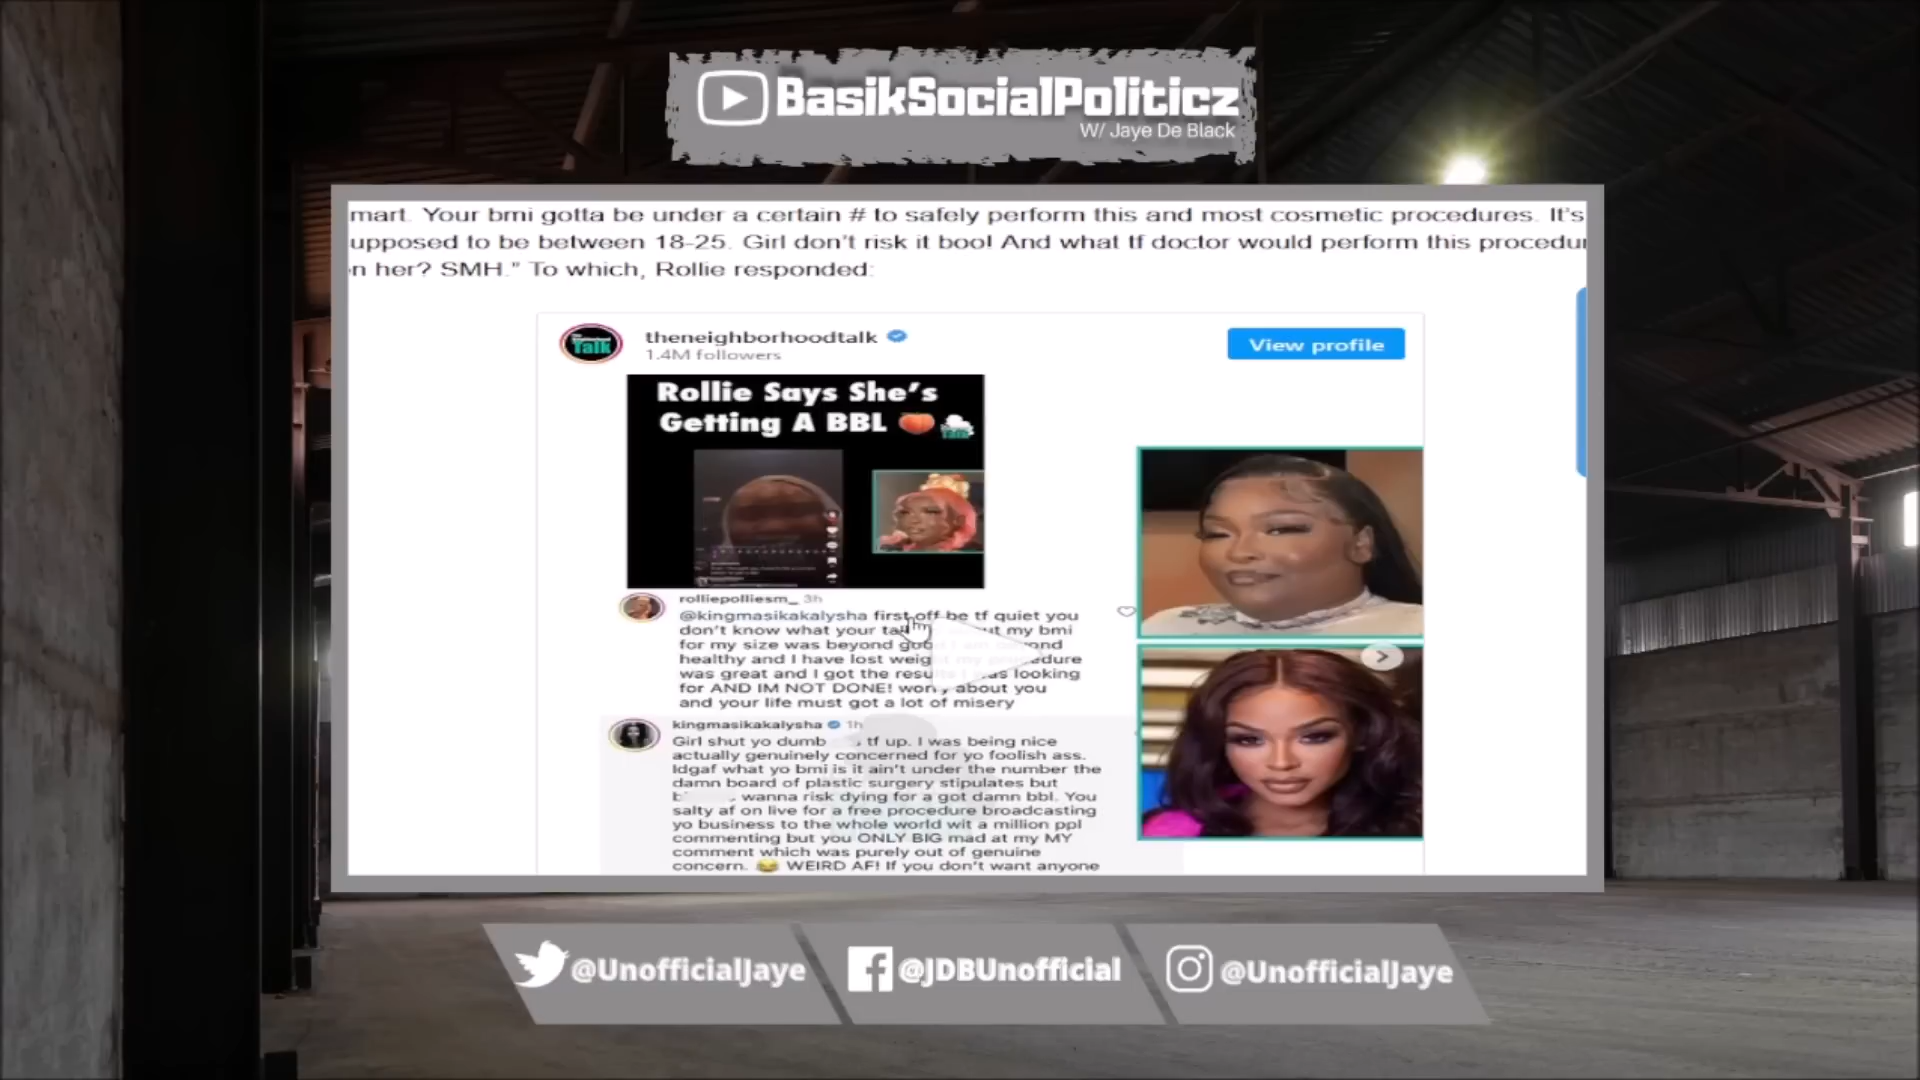 BasikSocialPoliticz
W/ Jaye De Black
mart. Your bmi gotta be under a certain # to safely perform this and most cosmetic procedures. It's
upposed to be between 18-25. Girl don't risk it boo! And what tf doctor would perform this procedur
n her? SMH." To which, Rollie responded:
Talk
theneighborhoodtalk
1.4M followers
View profile
Rollie Says She's
Getting A BBL
rolliepolliesm_ 3h
@kingmasikakalysha first off be tf quiet you
don't know what your my bmi
for my size was beyond
healthy and I have lost
was great and I got the looking
for AND IM NOT DONE! worry about you
and your life must got a lot of misery
kingmasikakalysha 1h
Girl shut yo dumb tf up. I was being nice
actually genuinely concerned for yo foolish ass.
Idgaf what yo bmi is it ain't under the number the
damn board of plastic surgery stipulates but
b wanna risk dying for a got damn bbl. You
salty af on live for a free procedure broadcasting
yo business to the whole world wit a million ppl
commenting but you ONLY BIG mad at my MY
comment which was purely out of genuine
concern. 😂 WEIRD AF! If you don't want anyone
@UnofficialJaye
@JDBUnofficial
@UnofficialJaye